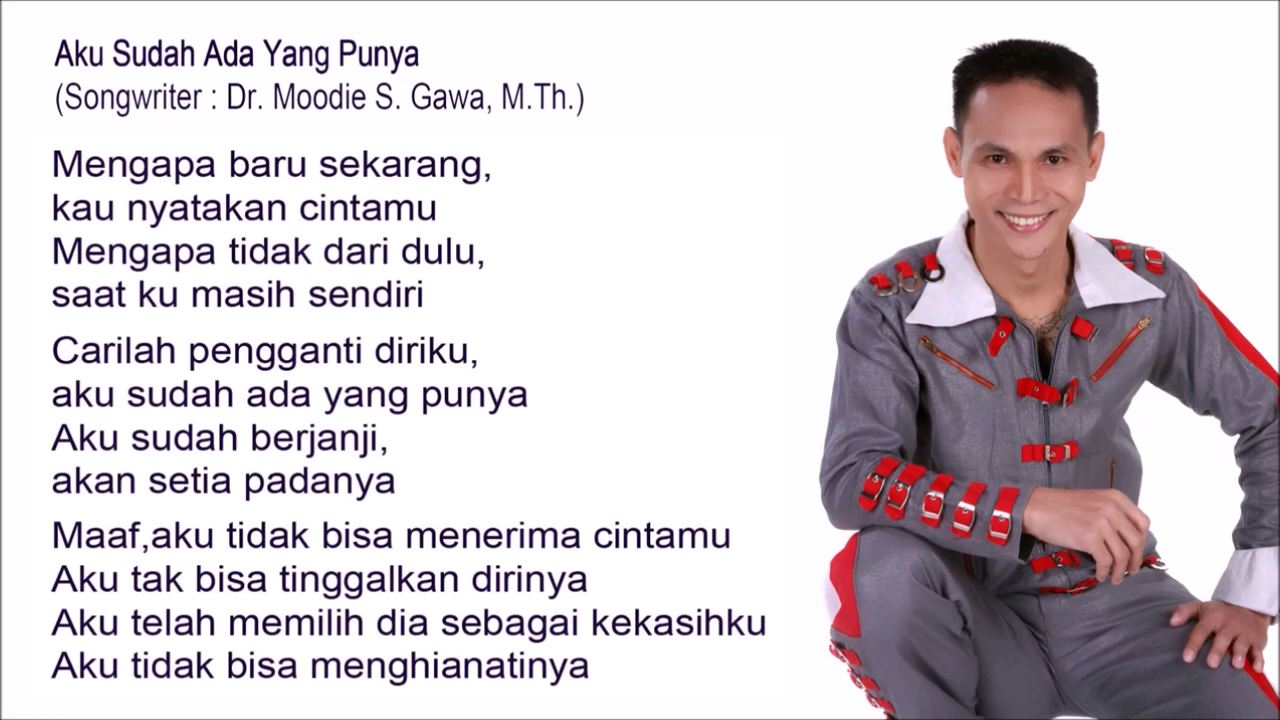 Aku Sudah Ada Yang Punya
(Songwriter : Dr. Moodie S. Gawa, M.Th.)
Mengapa baru sekarang,
kau nyatakan cintamu
Mengapa tidak dari dulu,
saat ku masih sendiri
Carilah pengganti diriku,
aku sudah ada yang punya
Aku sudah berjanji,
akan setia padanya
Maaf,aku tidak bisa menerima cintamu
Aku tak bisa tinggalkan dirinya
Aku telah memilih dia sebagai kekasihku
Aku tidak bisa menghianatinya